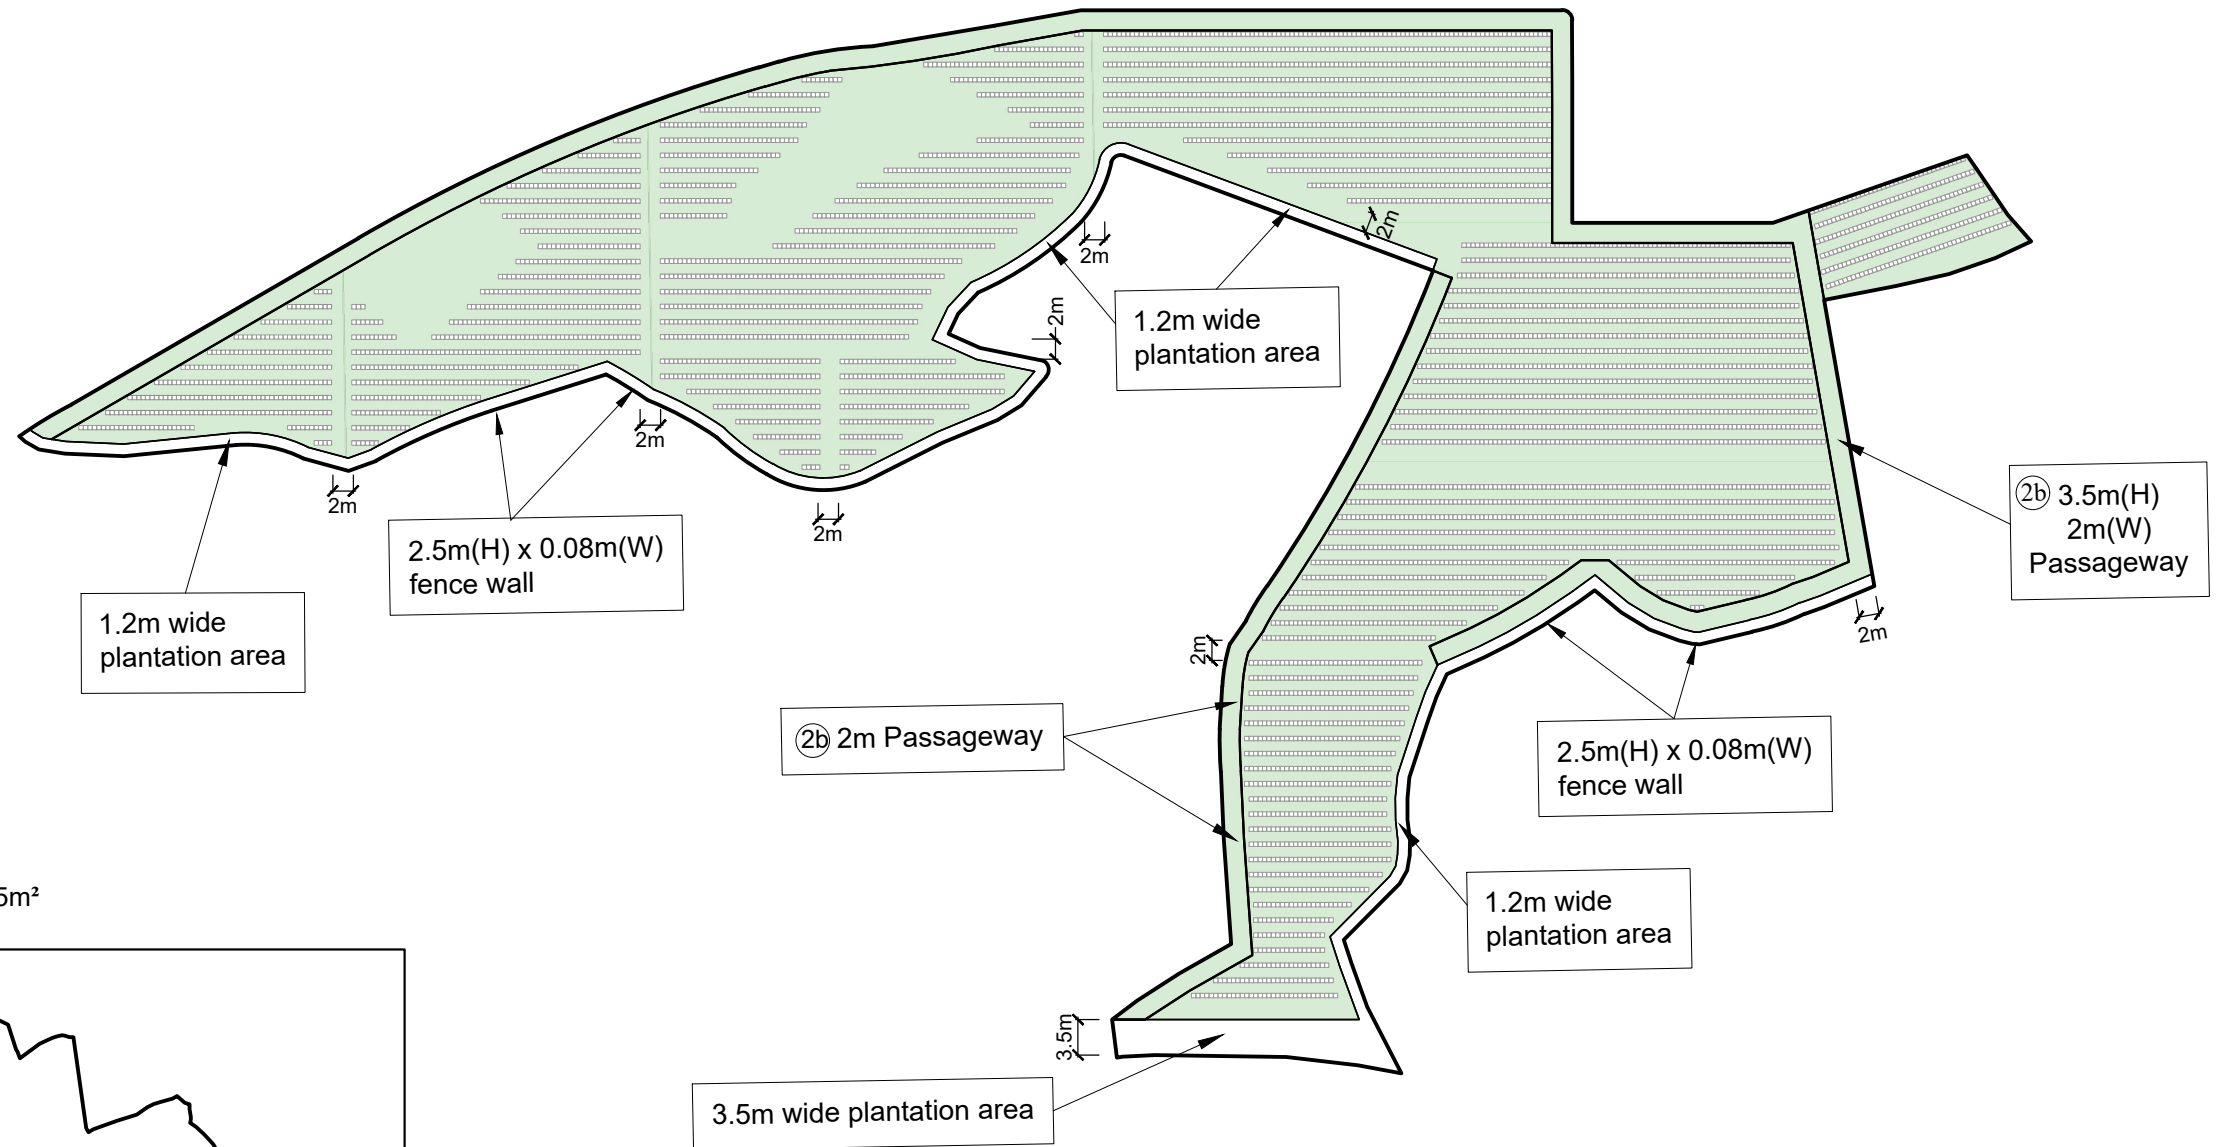 2m
2m
2m
1.2m wide
plantation area
2m
2m
2m
2.5m(H) x 0.08m(W)
fence wall
1.2m wide
plantation area
2b 3.5m(H)
2m(W)
Passageway
2m
2m
2b 2m Passageway
2.5m(H) x 0.08m(W)
fence wall
1.2m wide
plantation area
5m²
3.5m
3.5m wide plantation area